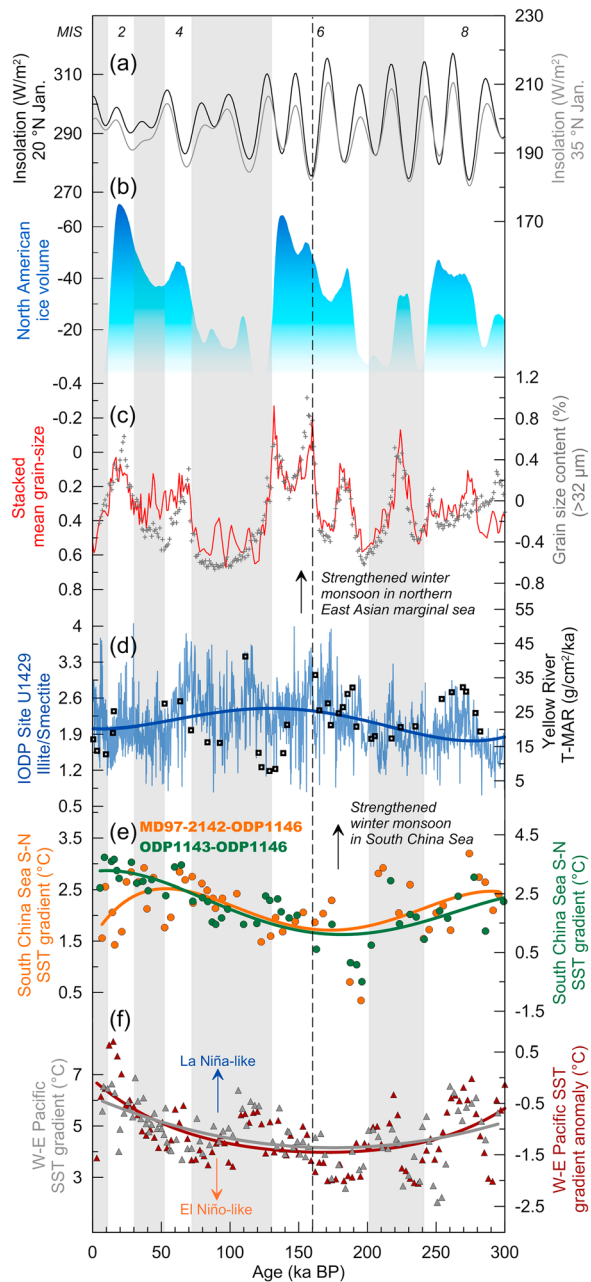 MIS 2 4 6 8
(a)
Insolation (W/m²)
20 °N Jan.
310
290
270
230
210
190
170
Insolation (W/m²)
35 °N Jan.
(b)
North American
ice volume
-60
-40
-20
(c)
Stacked
mean grain-size
-0.4
-0.2
0
0.2
0.4
0.6
0.8
1.2
0.8
0.4
0
-0.4
-0.8
Grain size content (%)
(>32 μm)
Strengthened winter
monsoon in northern
East Asian marginal sea
(d)
IODP Site U1429
Illite/Smectite
4
3.3
2.6
1.9
1.2
0.5
55
45
35
25
15
5
Yellow River
T-MAR (g/cm²/ka)
Strengthened
winter monsoon
in South China Sea
(e)
MD97-2142-ODP1146
ODP1143-ODP1146
South China Sea S-N
SST gradient (°C)
3.5
2.5
1.5
0.5
4.5
3.5
2.5
1.5
0.5
-0.5
-1.5
South China Sea S-N
SST gradient (°C)
(f)
W-E Pacific
SST gradient (°C)
7
5
3
La Niña-like
El Niño-like
0.5
-0.5
-1.5
-2.5
W-E Pacific SST
gradient anomaly (°C)
0 50 100 150 200 250 300
Age (ka BP)